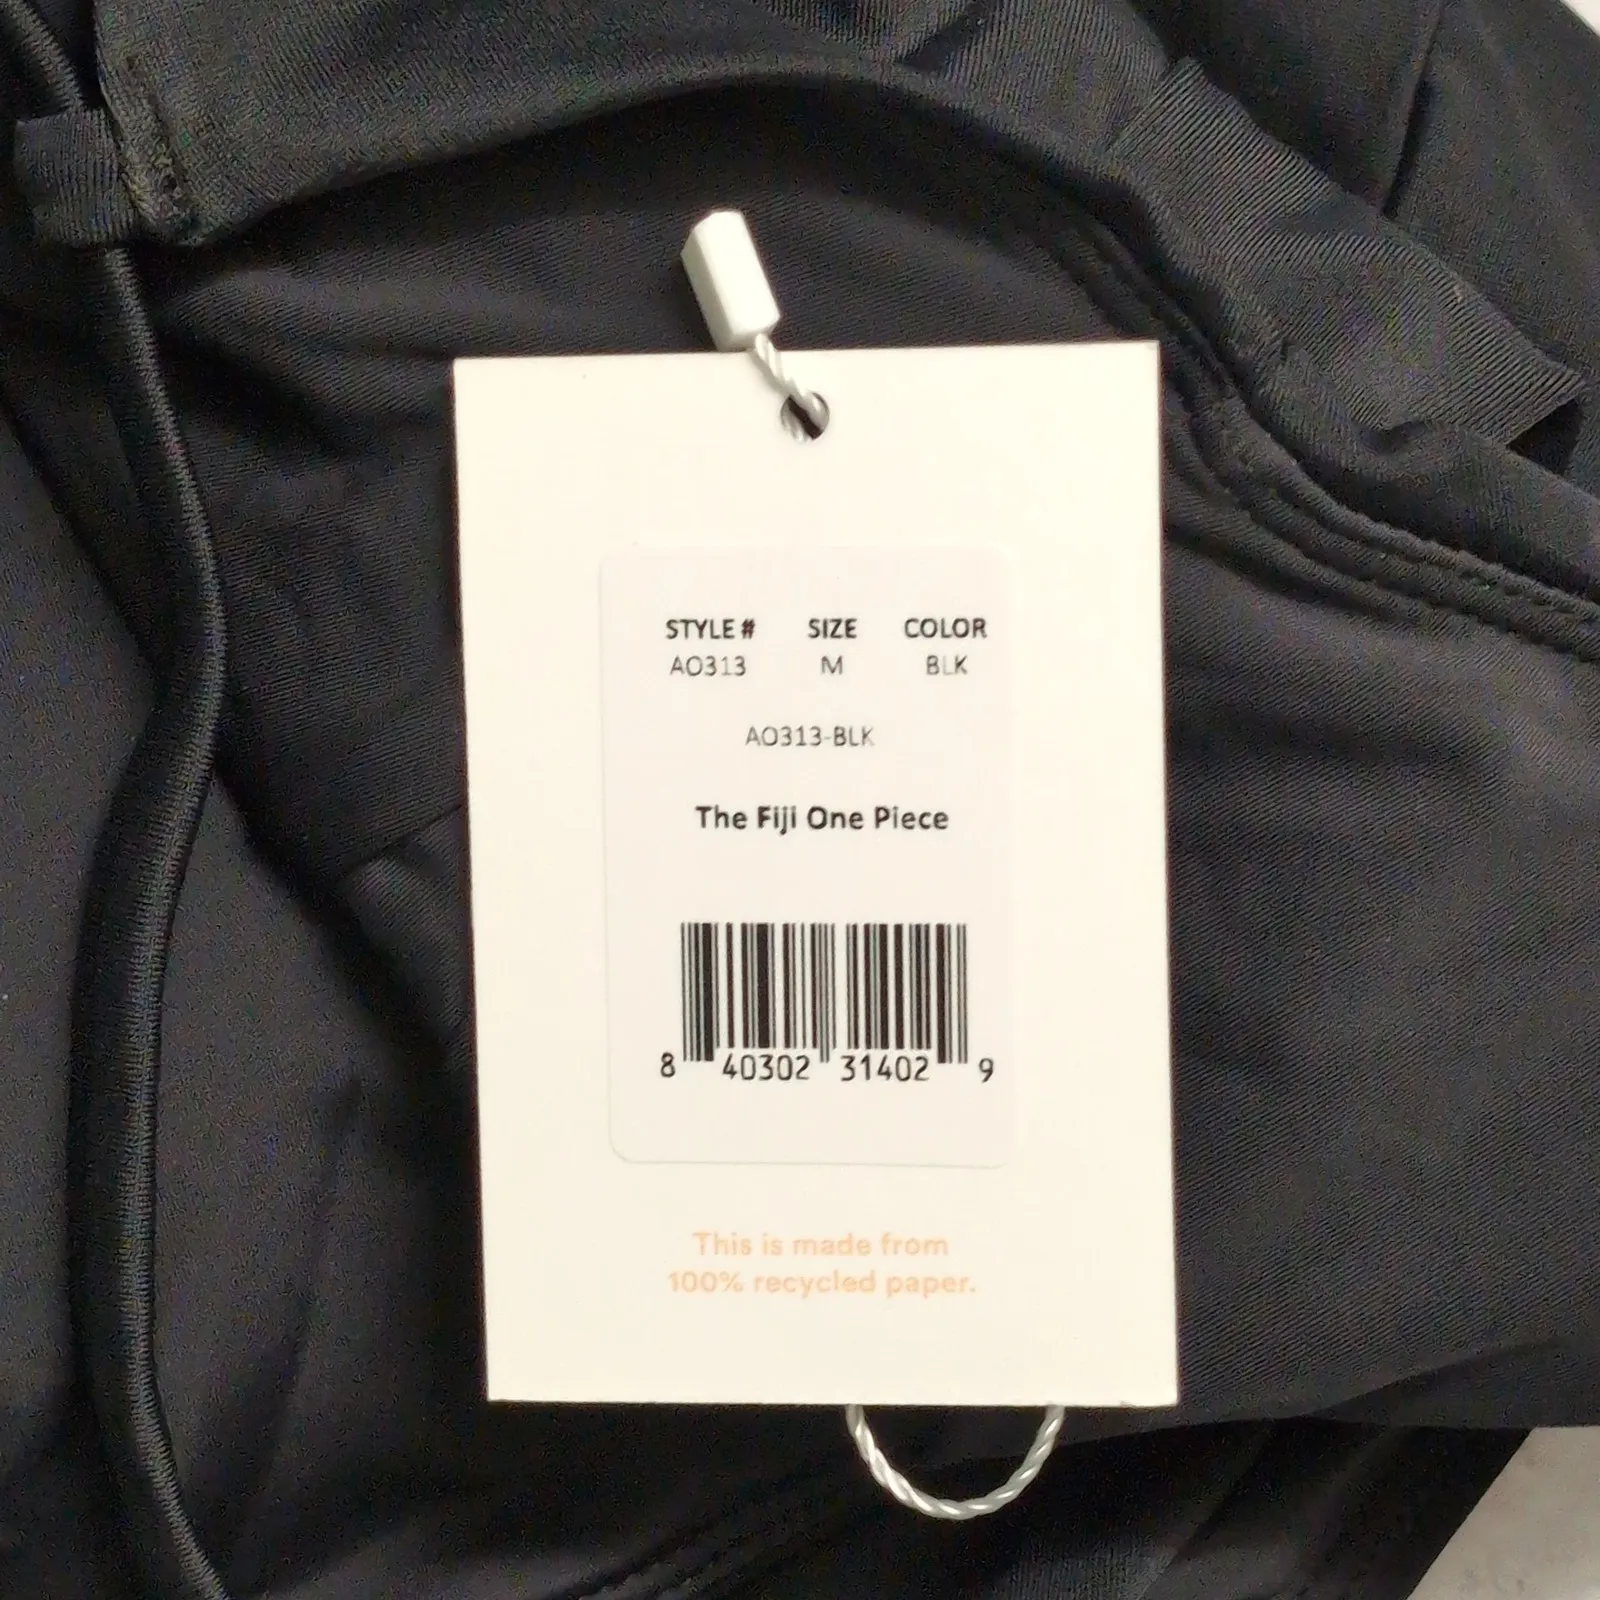 STYLE # SIZE COLOR
AO313 M BLK
AO313-BLK
The Fiji One Piece
8 40302 31402 9
This is made from
100% recycled paper.